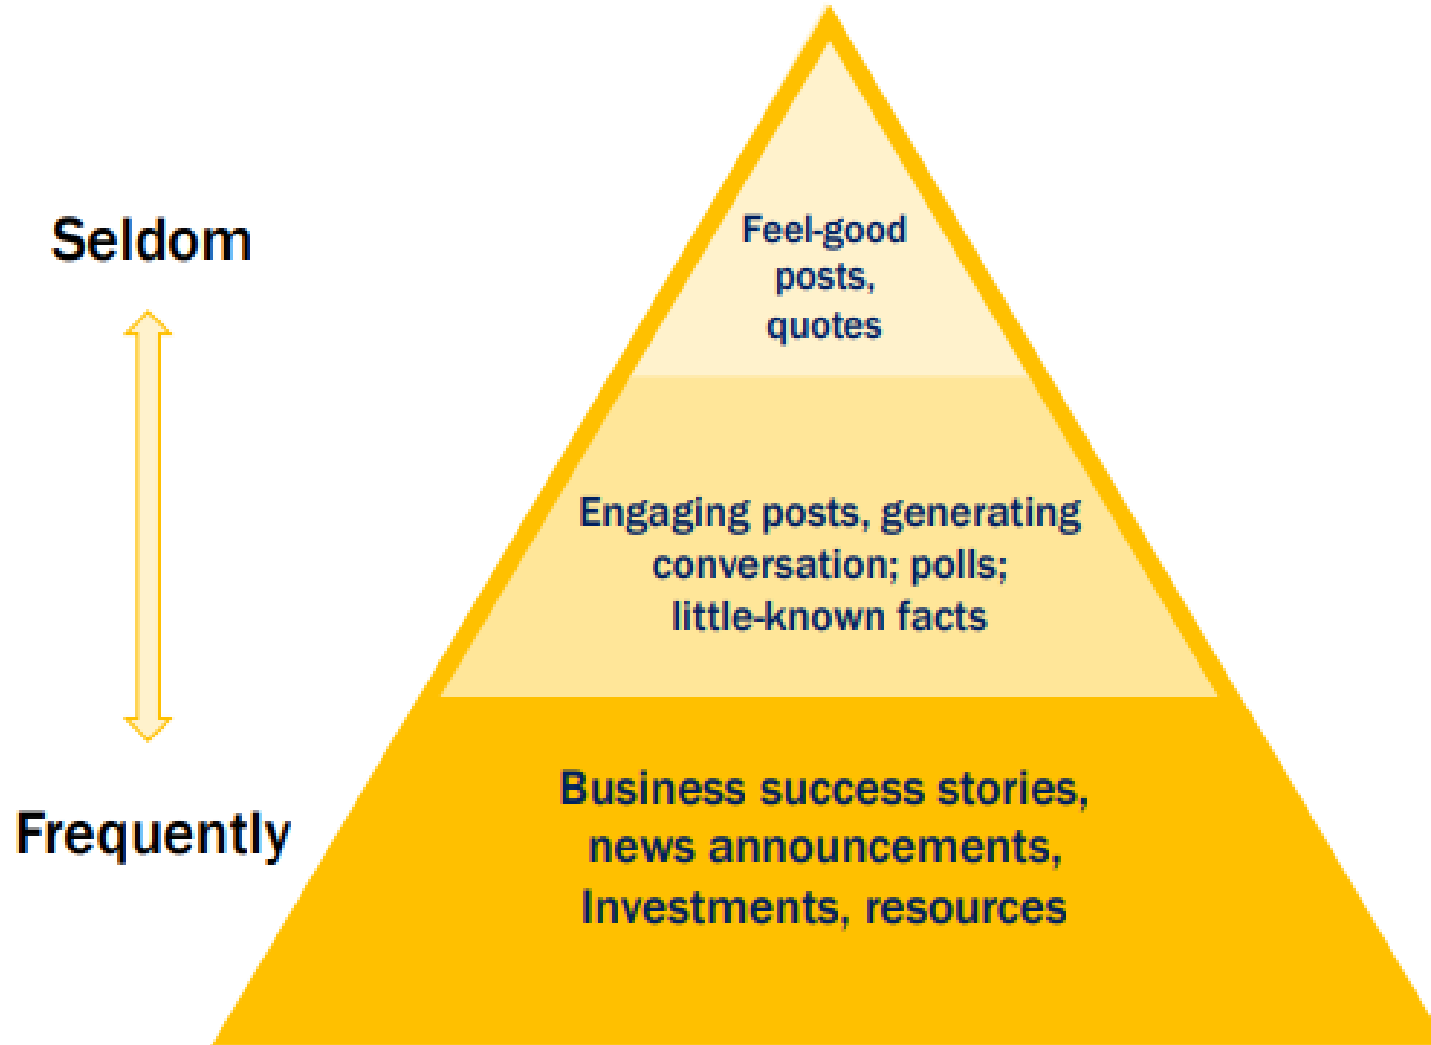 Seldom
Frequently
Feel-good
posts,
quotes
Engaging posts, generating
conversation; polls;
little-known facts
Business success stories,
news announcements,
Investments, resources